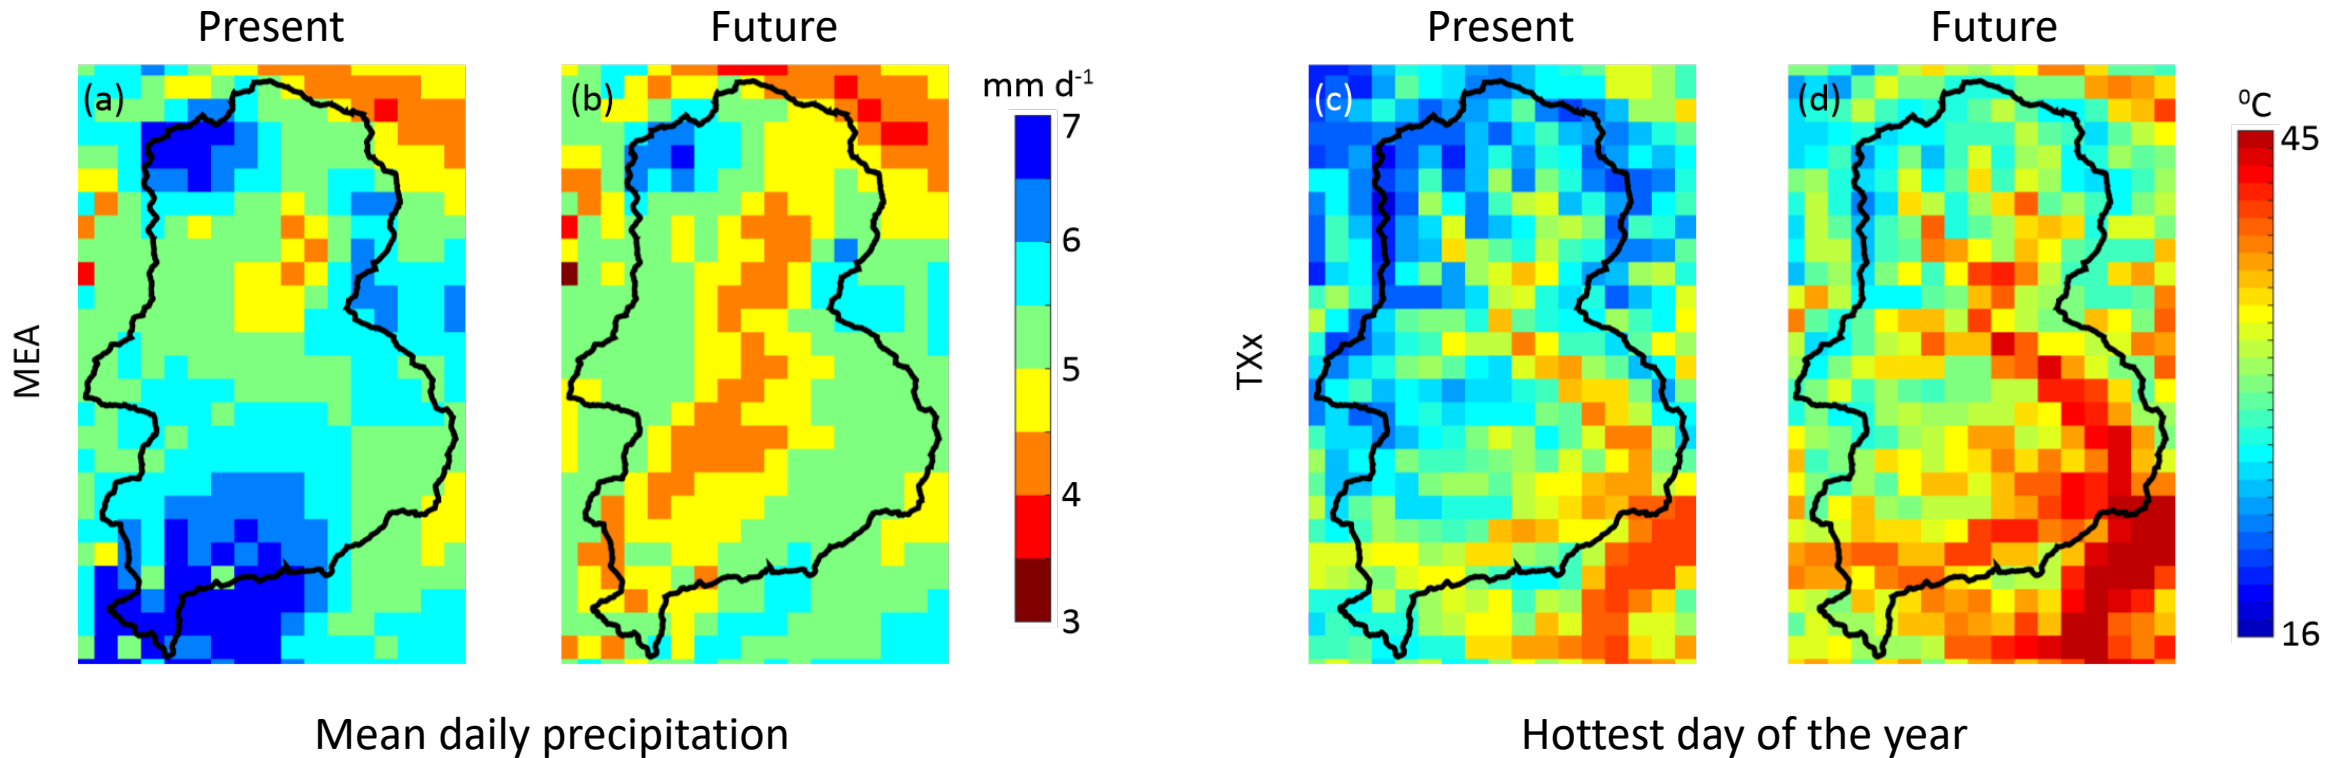 Present
Future
Present
Future
(a)
(b)
mm d-1
7
6
5
4
3
(c)
(d)
⁰C
45
16
MEA
TXx
Mean daily precipitation
Hottest day of the year